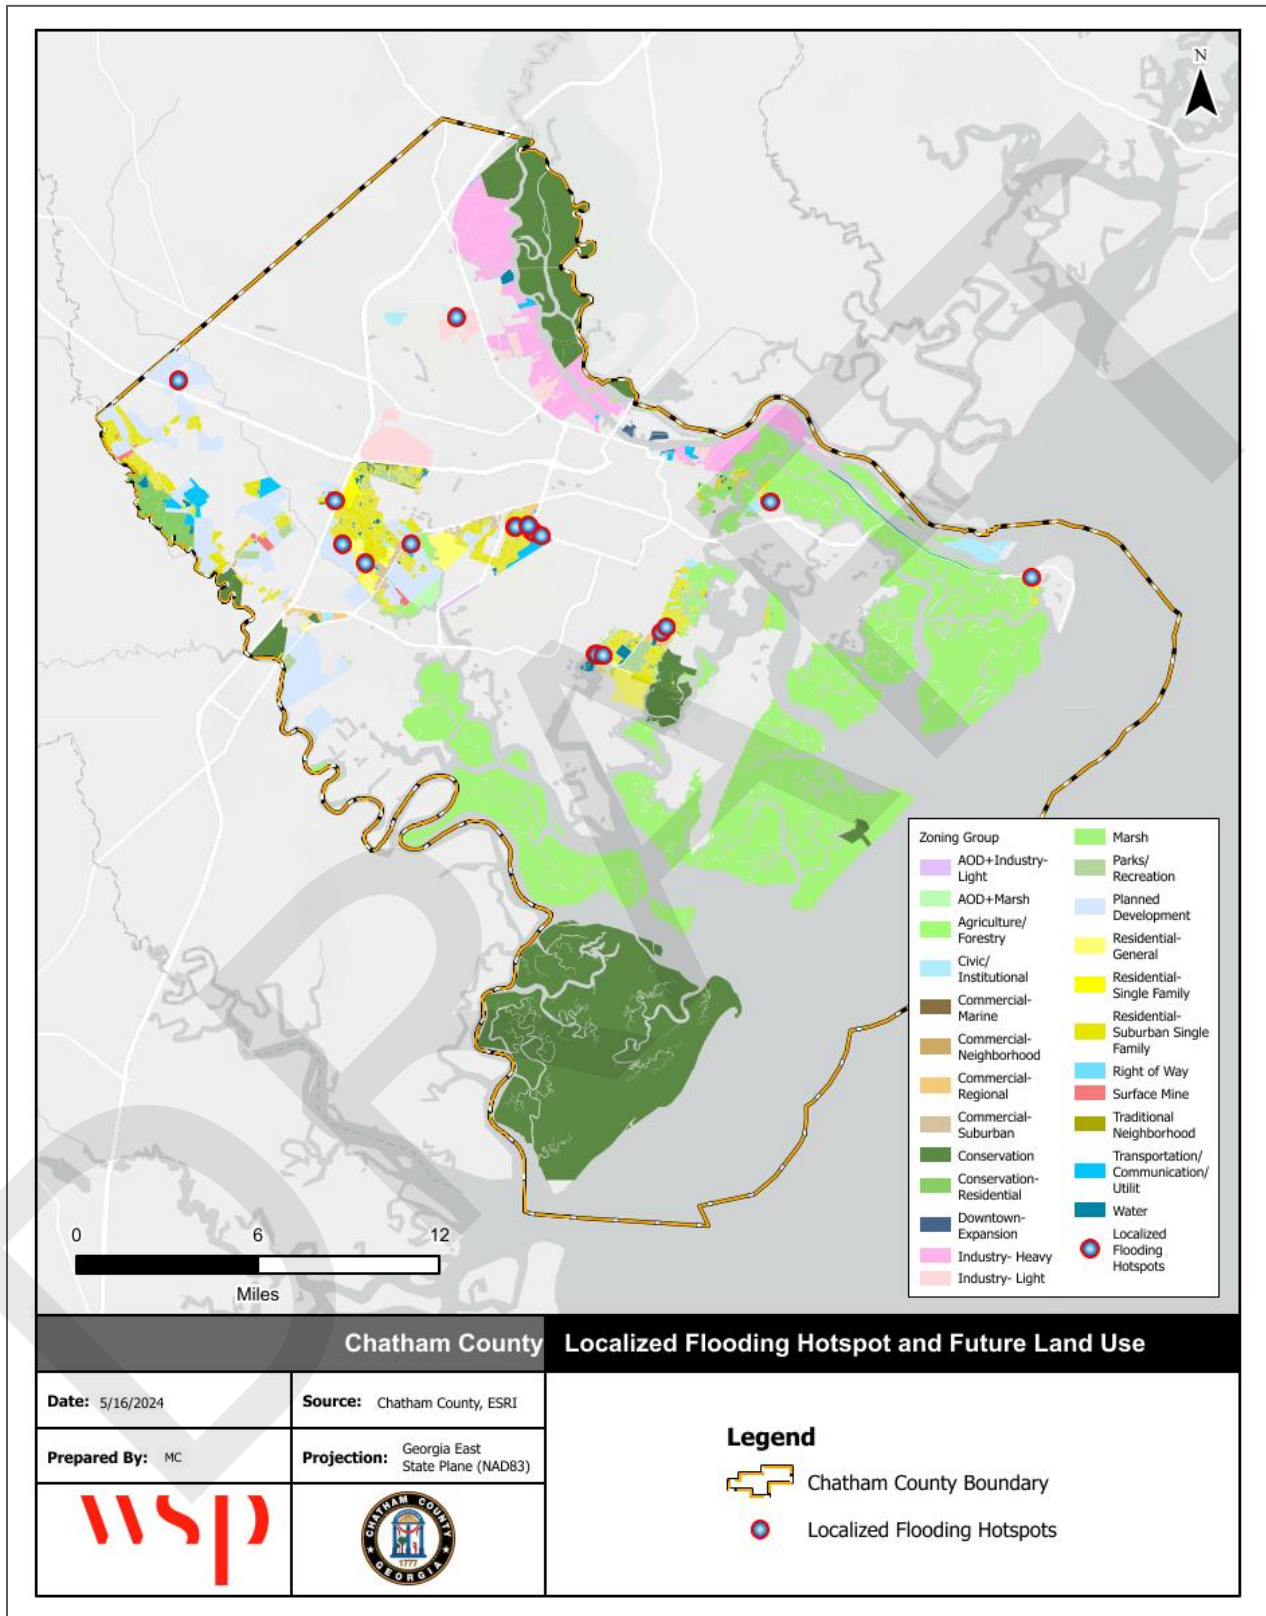 N
Zoning Group
AOD+Industry-
Light
AOD+Marsh
Agriculture/
Forestry
Civic/
Institutional
Commercial-
Marine
Commercial-
Neighborhood
Commercial-
Regional
Commercial-
Suburban
Conservation
Conservation-
Residential
Downtown-
Expansion
Industry- Heavy
Industry- Light
Marsh
Parks/
Recreation
Planned
Development
Residential-
General
Residential-
Single Family
Residential-
Suburban Single
Family
Right of Way
Surface Mine
Traditional
Neighborhood
Transportation/
Communication/
Utilit
Water
Localized
Flooding
Hotspots
0 6 12
Miles
DRAFT
Chatham County Localized Flooding Hotspot and Future Land Use
Date: 5/16/2024
Source: Chatham County, ESRI
Prepared By: MC
Projection: Georgia East
State Plane (NAD83)
wsp
CHATHAM COUNTY
1777
GEORGIA
Legend
Chatham County Boundary
Localized Flooding Hotspots